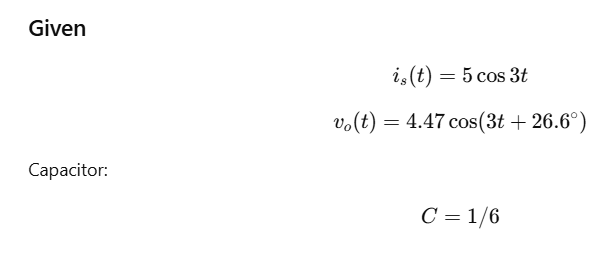 Given
i_s(t) = 5 cos 3t
v_o(t) = 4.47 cos(3t + 26.6°)
Capacitor:
C = 1/6